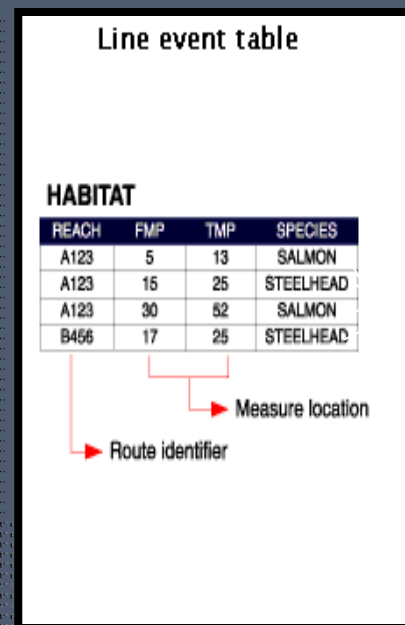 Line event table
HABITAT
REACH FMP TMP SPECIES
A123 5 13 SALMON
A123 15 25 STEELHEAD
A123 30 52 SALMON
B456 17 25 STEELHEAD
Measure location
Route identifier